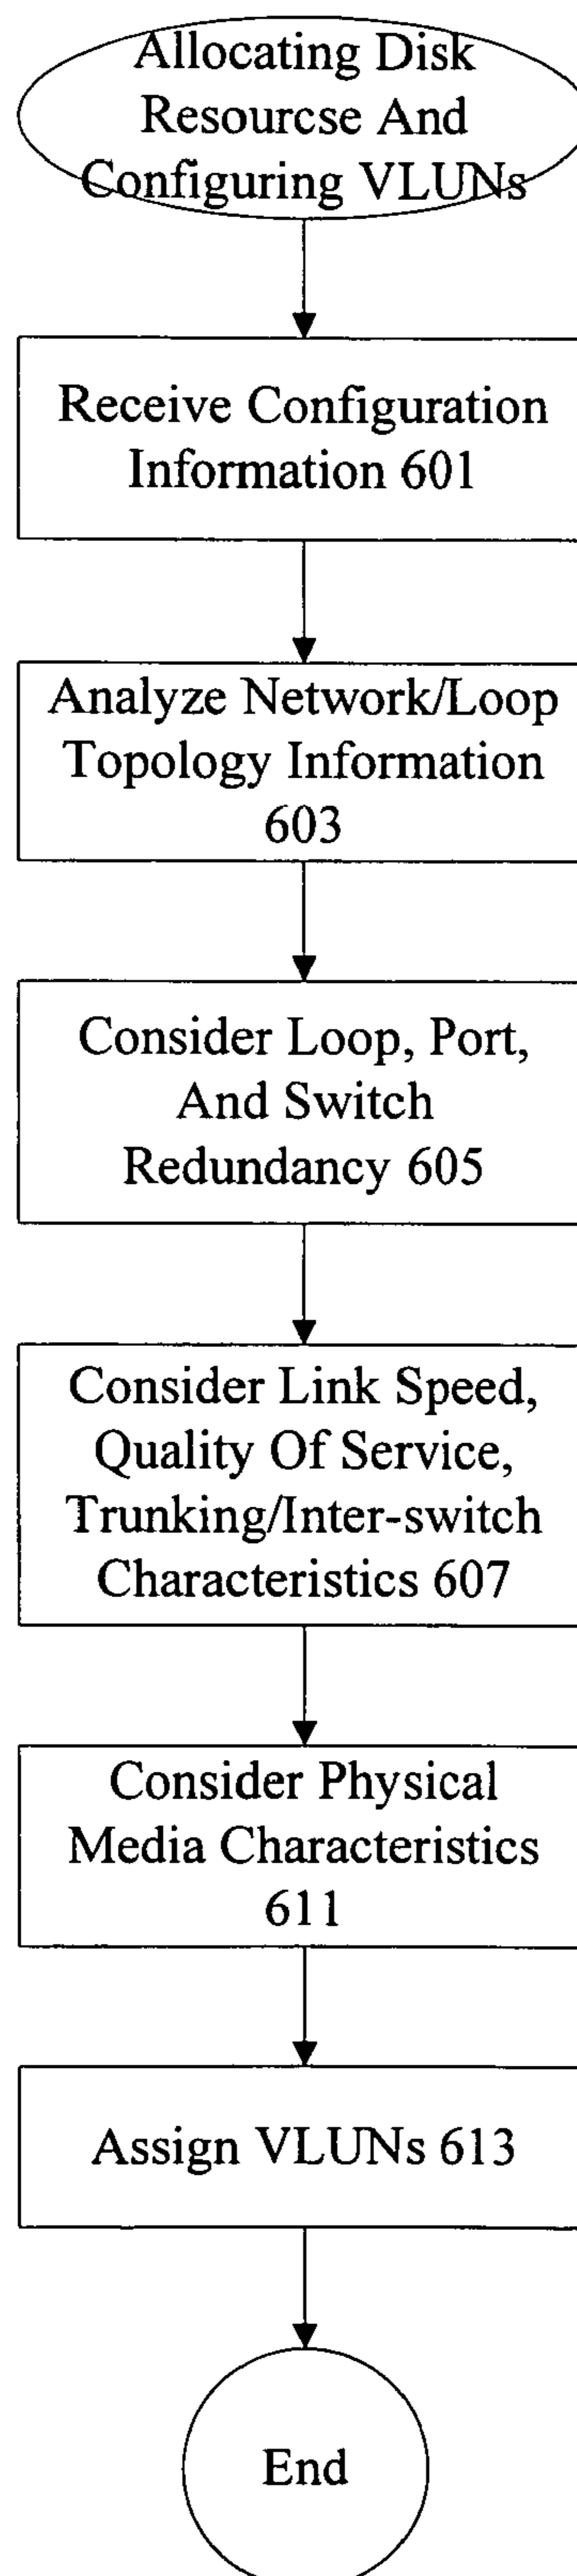 Allocating Disk
Resourcse And
Configuring VLUNs
Receive Configuration
Information 601
Analyze Network/Loop
Topology Information
603
Consider Loop, Port,
And Switch
Redundancy 605
Consider Link Speed,
Quality Of Service,
Trunking/Inter-switch
Characteristics 607
Consider Physical
Media Characteristics
611
Assign VLUNs 613
End